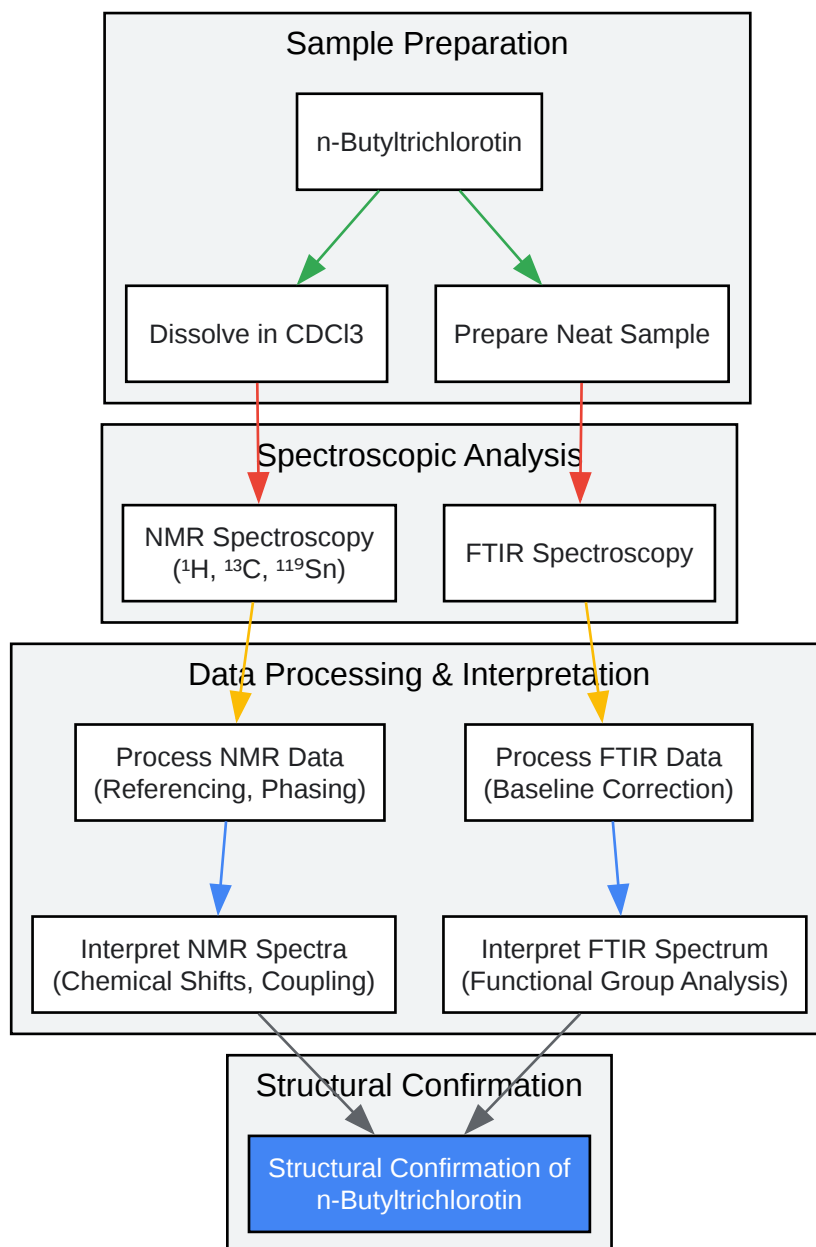 Sample Preparation
n-Butyltrichlorotin
Dissolve in CDCl3
Prepare Neat Sample
Spectroscopic Analysis
NMR Spectroscopy
(¹H, ¹³C, ¹¹⁹Sn)
FTIR Spectroscopy
Data Processing & Interpretation
Process NMR Data
(Referencing, Phasing)
Process FTIR Data
(Baseline Correction)
Interpret NMR Spectra
(Chemical Shifts, Coupling)
Interpret FTIR Spectrum
(Functional Group Analysis)
Structural Confirmation
Structural Confirmation of
n-Butyltrichlorotin